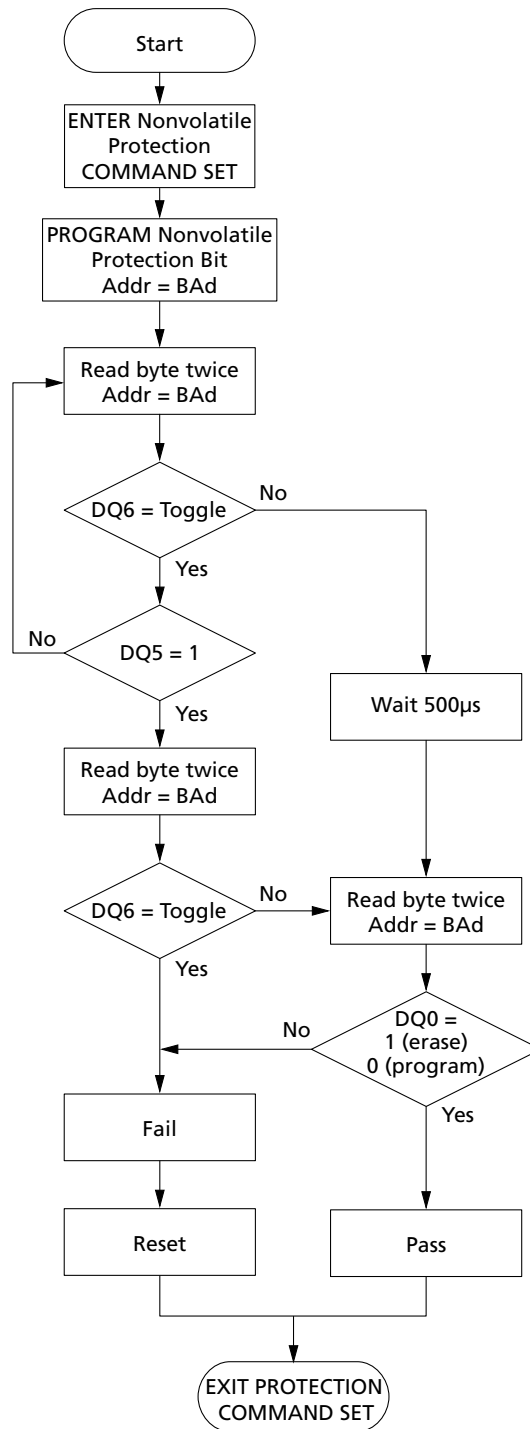 Start
ENTER Nonvolatile
Protection
COMMAND SET
PROGRAM Nonvolatile
Protection Bit
Addr = BAd
Read byte twice
Addr = BAd
DQ6 = Toggle
No
Yes
DQ5 = 1
No
Yes
Wait 500µs
Read byte twice
Addr = BAd
DQ6 = Toggle
No
Yes
Read byte twice
Addr = BAd
DQ0 =
1 (erase)
0 (program)
No
Yes
Fail
Reset
Pass
EXIT PROTECTION
COMMAND SET